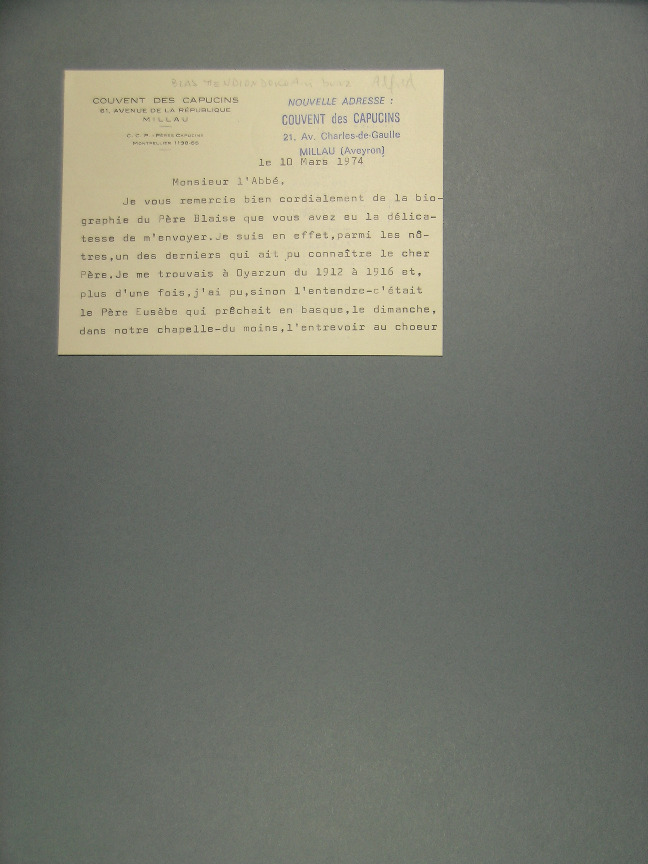 COUVENT DES CAPUCINS
61, AVENUE DE LA RÉPUBLIQUE
MILLAU
C. C. P. : PÈRES CAPUCINS
MONTPELLIER 1136-65
NOUVELLE ADRESSE :
COUVENT des CAPUCINS
21, Av. Charles-de-Gaulle
MILLAU (Aveyron)
le 10 Mars 1974
Monsieur l'Abbé,
Je vous remercie bien cordialement de la bio-
graphie du Père Blaise que vous avez eu la délica-
tesse de m'envoyer.Je suis en effet,parmi les nô-
tres,un des derniers qui ait pu connaître le cher
Père.Je me trouvais à Oyarzun du 1912 à 1916 et,
plus d'une fois,j'ai pu,sinon l'entendre-c'était
le Père Eusèbe qui prêchait en basque,le dimanche,
dans notre chapelle-du moins,l'entrevoir au choeur